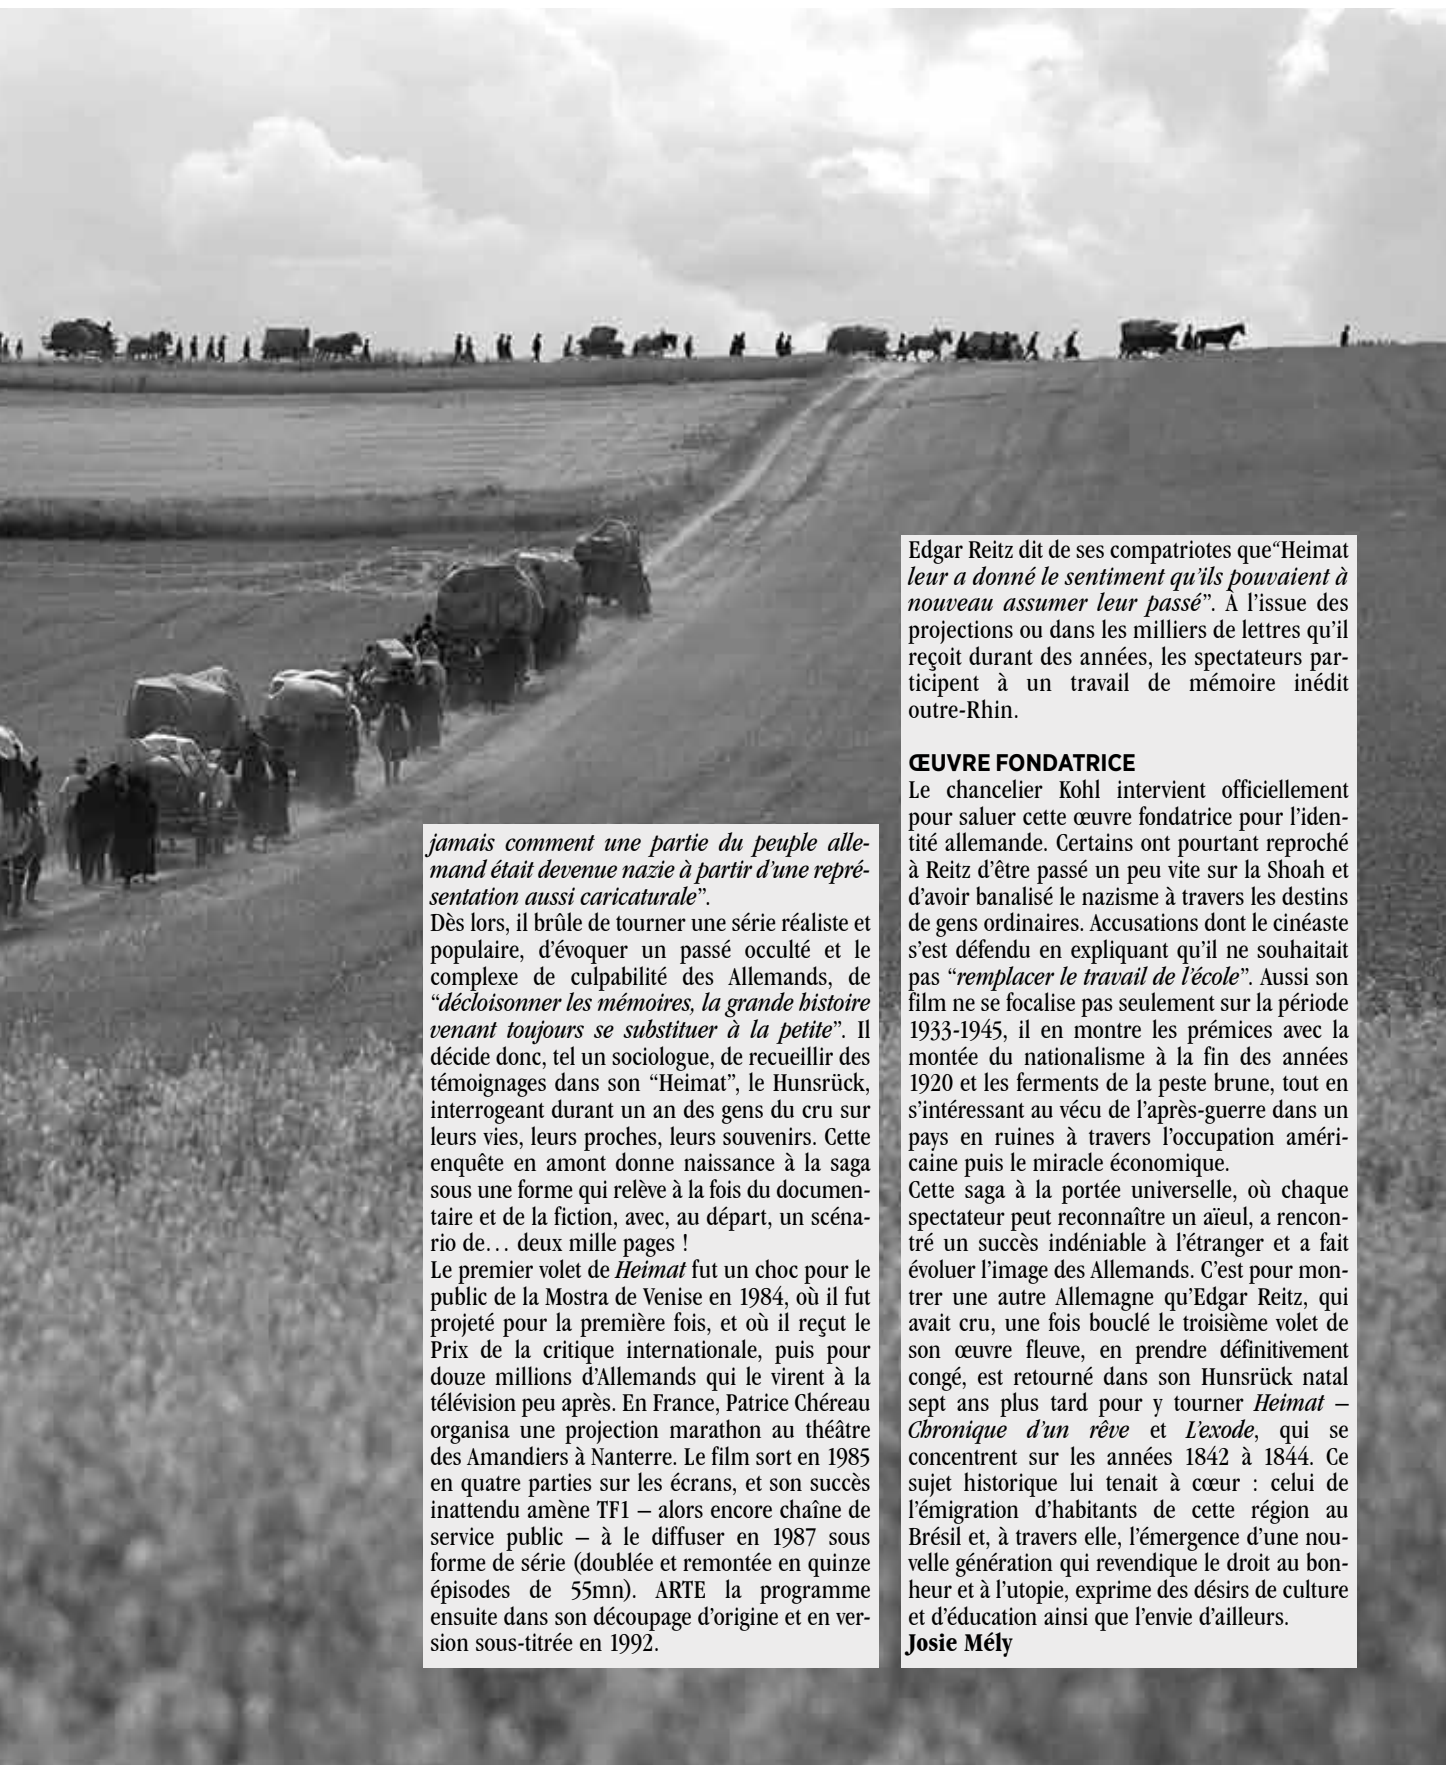 jamais comment une partie du peuple alle-
mand était devenue nazie à partir d'une repré-
sentation aussi caricaturale”.
Dès lors, il brûle de tourner une série réaliste et
populaire, d'évoquer un passé occulté et le
complexe de culpabilité des Allemands, de
“décloisonner les mémoires, la grande histoire
venant toujours se substituer à la petite”. Il
décide donc, tel un sociologue, de recueillir des
témoignages dans son “Heimat”, le Hunsrück,
interrogeant durant un an des gens du cru sur
leurs vies, leurs proches, leurs souvenirs. Cette
enquête en amont donne naissance à la saga
sous une forme qui relève à la fois du documen-
taire et de la fiction, avec, au départ, un scéna-
rio de… deux mille pages !
Le premier volet de Heimat fut un choc pour le
public de la Mostra de Venise en 1984, où il fut
projeté pour la première fois, et où il reçut le
Prix de la critique internationale, puis pour
douze millions d'Allemands qui le virent à la
télévision peu après. En France, Patrice Chéreau
organisa une projection marathon au théâtre
des Amandiers à Nanterre. Le film sort en 1985
en quatre parties sur les écrans, et son succès
inattendu amène TF1 – alors encore chaîne de
service public – à le diffuser en 1987 sous
forme de série (doublée et remontée en quinze
épisodes de 55mn). ARTE la programme
ensuite dans son découpage d'origine et en ver-
sion sous-titrée en 1992.
Edgar Reitz dit de ses compatriotes que“Heimat
leur a donné le sentiment qu'ils pouvaient à
nouveau assumer leur passé”. À l'issue des
projections ou dans les milliers de lettres qu'il
reçoit durant des années, les spectateurs par-
ticipent à un travail de mémoire inédit
outre-Rhin.
ŒUVRE FONDATRICE
Le chancelier Kohl intervient officiellement
pour saluer cette œuvre fondatrice pour l'iden-
tité allemande. Certains ont pourtant reproché
à Reitz d'être passé un peu vite sur la Shoah et
d'avoir banalisé le nazisme à travers les destins
de gens ordinaires. Accusations dont le cinéaste
s'est défendu en expliquant qu'il ne souhaitait
pas “remplacer le travail de l'école”. Aussi son
film ne se focalise pas seulement sur la période
1933-1945, il en montre les prémices avec la
montée du nationalisme à la fin des années
1920 et les ferments de la peste brune, tout en
s'intéressant au vécu de l'après-guerre dans un
pays en ruines à travers l'occupation améri-
caine puis le miracle économique.
Cette saga à la portée universelle, où chaque
spectateur peut reconnaître un aïeul, a rencon-
tré un succès indéniable à l'étranger et a fait
évoluer l'image des Allemands. C'est pour mon-
trer une autre Allemagne qu'Edgar Reitz, qui
avait cru, une fois bouclé le troisième volet de
son œuvre fleuve, en prendre définitivement
congé, est retourné dans son Hunsrück natal
sept ans plus tard pour y tourner Heimat –
Chronique d'un rêve et L'exode, qui se
concentrent sur les années 1842 à 1844. Ce
sujet historique lui tenait à cœur : celui de
l'émigration d'habitants de cette région au
Brésil et, à travers elle, l'émergence d'une nou-
velle génération qui revendique le droit au bon-
heur et à l'utopie, exprime des désirs de culture
et d'éducation ainsi que l'envie d'ailleurs.
Josie Mély